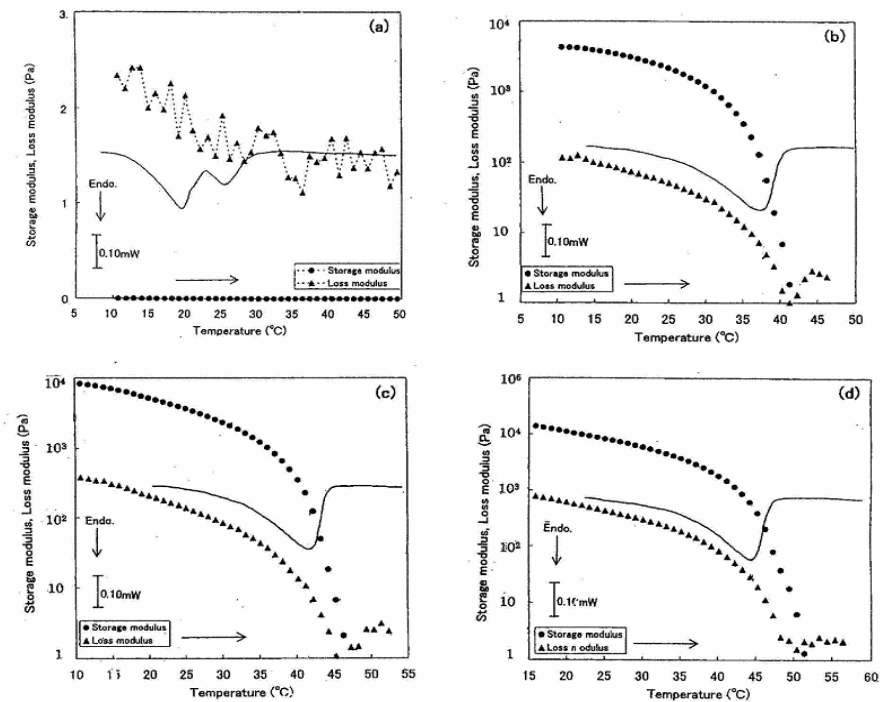 (a)
Storage modulus, Loss modulus (Pa)
3.
2
1
0
Endo.
0.10mW
Storage modulus
Loss modulus
5 10 15 20 25 30 35 40 45 50
Temperature (℃)
(b)
Storage modulus, Loss modulus (Pa)
10⁴
10³
10²
10
1
Endo.
0.10mW
Storage modulus
Loss modulus
5 10 15 20 25 30 35 40 45 50
Temperature (℃)
(c)
Storage modulus, Loss modulus (Pa)
10⁴
10³
10²
10
1
Endo.
0.10mW
Storage modulus
Loss modulus
10 15 20 25 30 35 40 45 50 55
Temperature (℃)
(d)
Storage modulus, Loss modulus (Pa)
10⁶
10⁴
10³
10²
10
1
Endo.
0.10mW
Storage modulus
Loss modulus
15 20 25 30 35 40 45 50 55 60
Temperature (℃)